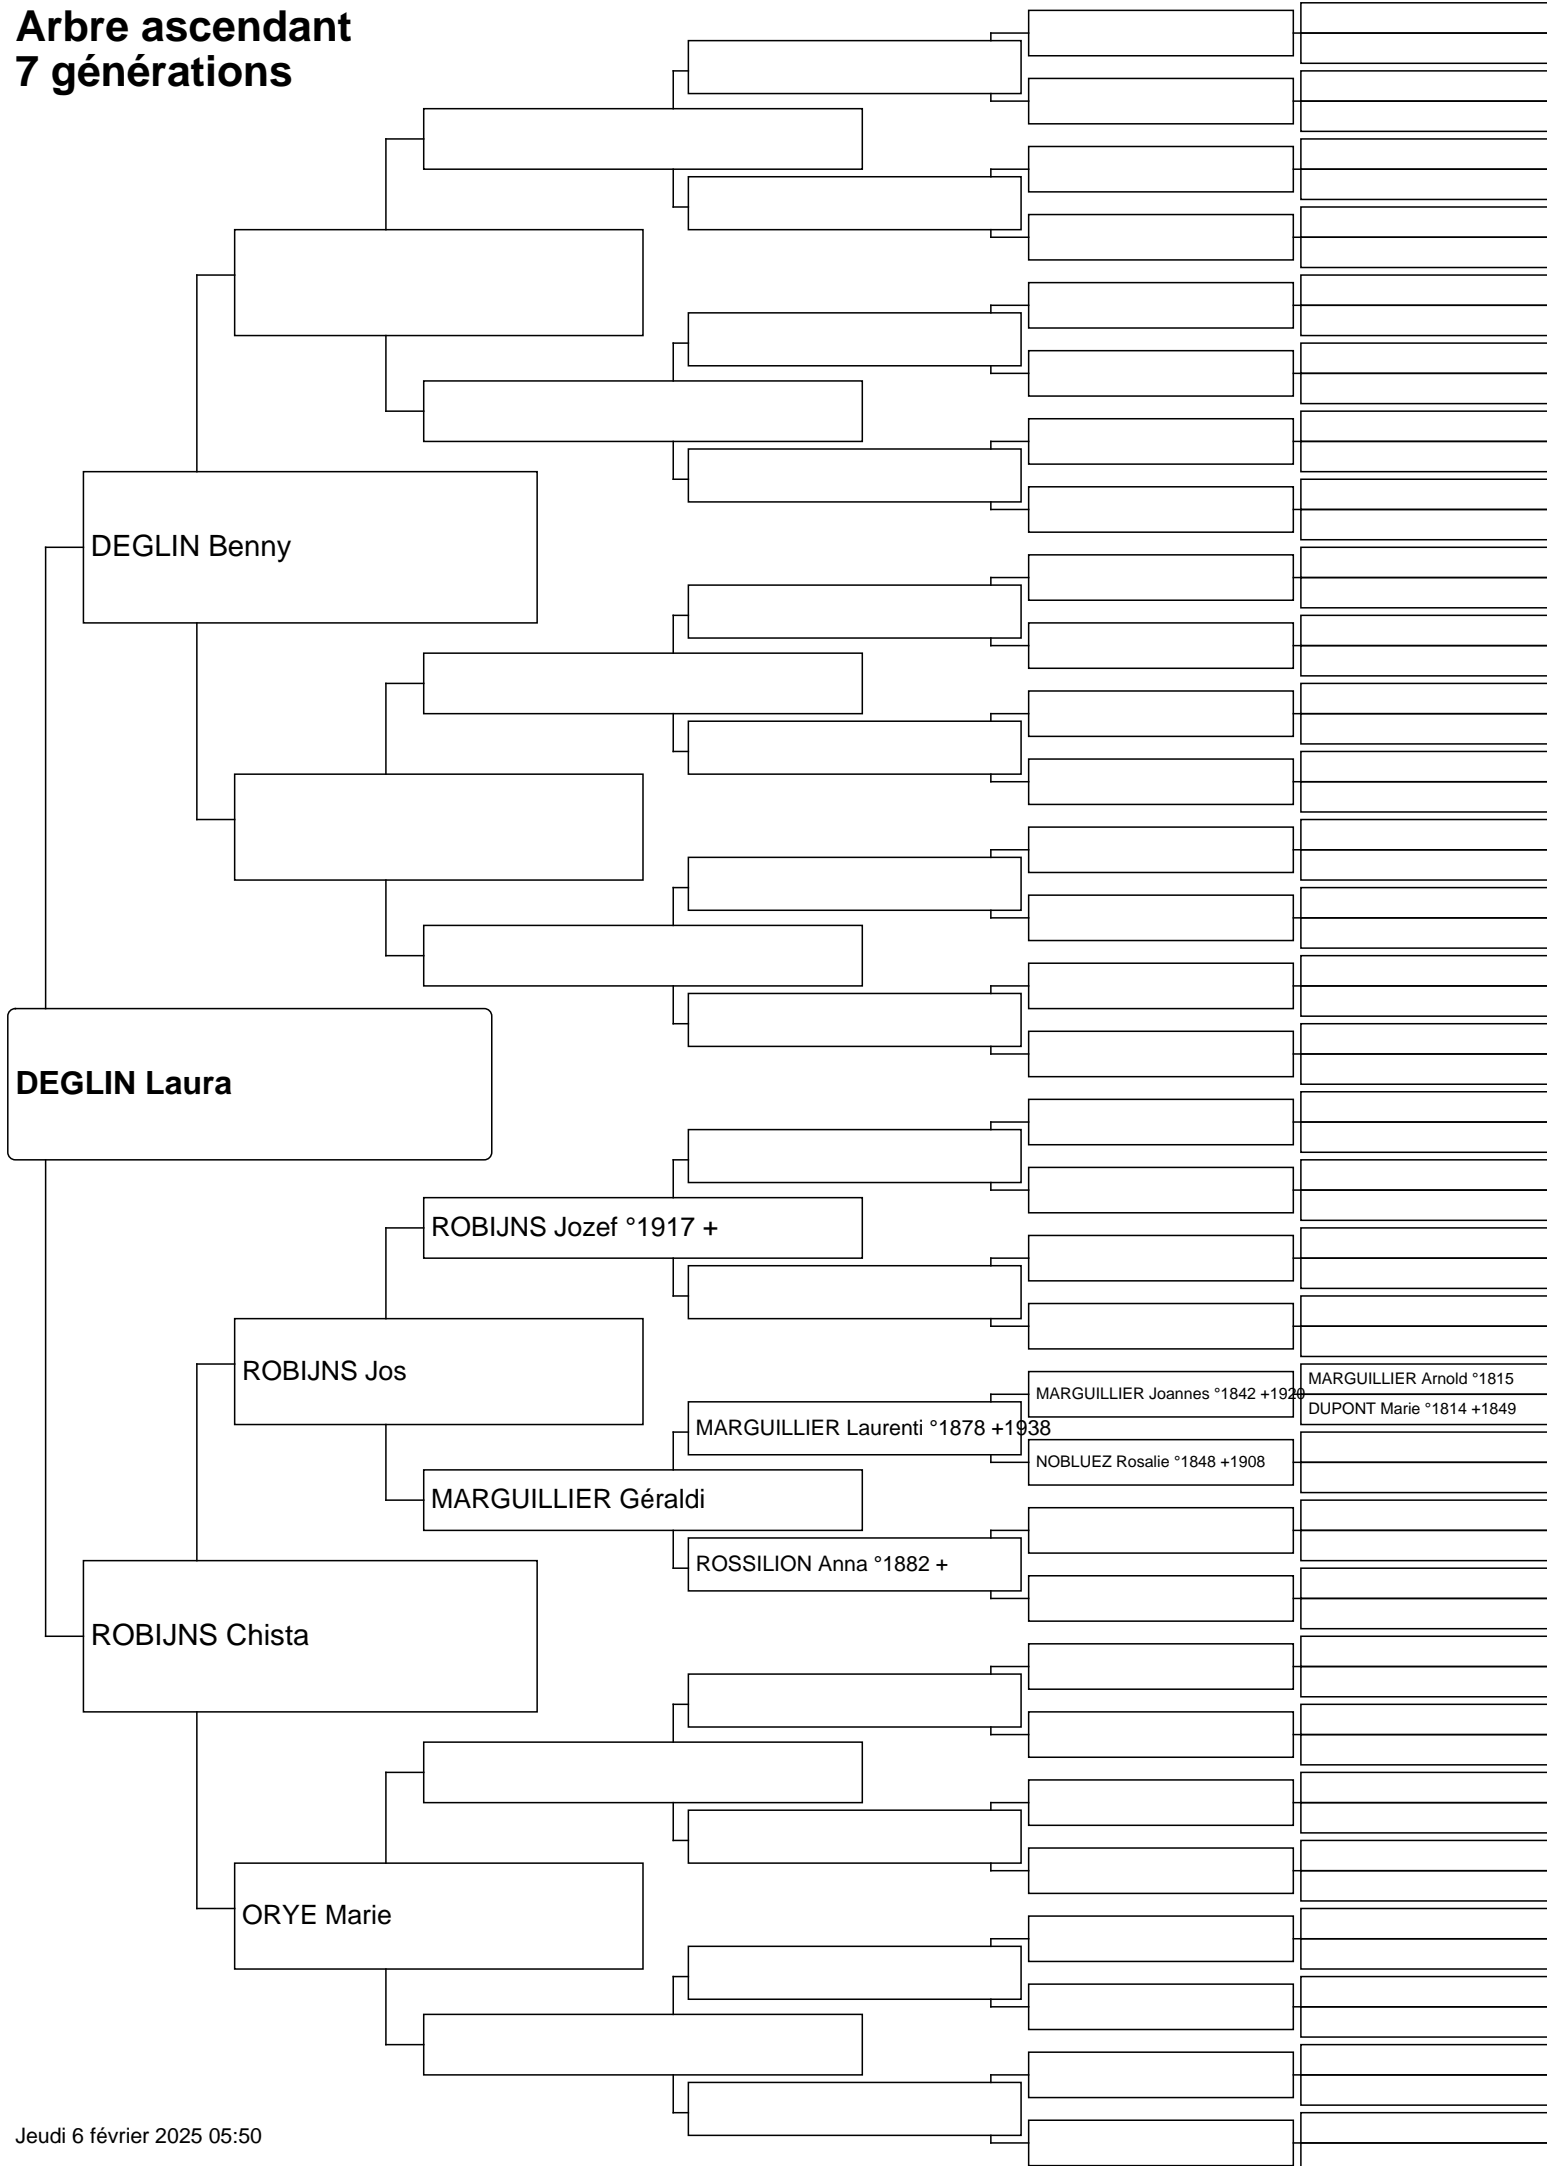 Arbre ascendant
7 générations
DEGLIN Benny
DEGLIN Laura
ROBIJNS Jozef °1917 +
ROBIJNS Jos
MARGUILLIER Arnold °1815
MARGUILLIER Joannes °1842 +1920
DUPONT Marie °1814 +1849
MARGUILLIER Laurenti °1878 +1938
NOBLUEZ Rosalie °1848 +1908
MARGUILLIER Géraldi
ROSSILION Anna °1882 +
ROBIJNS Chista
ORYE Marie
Jeudi 6 février 2025 05:50